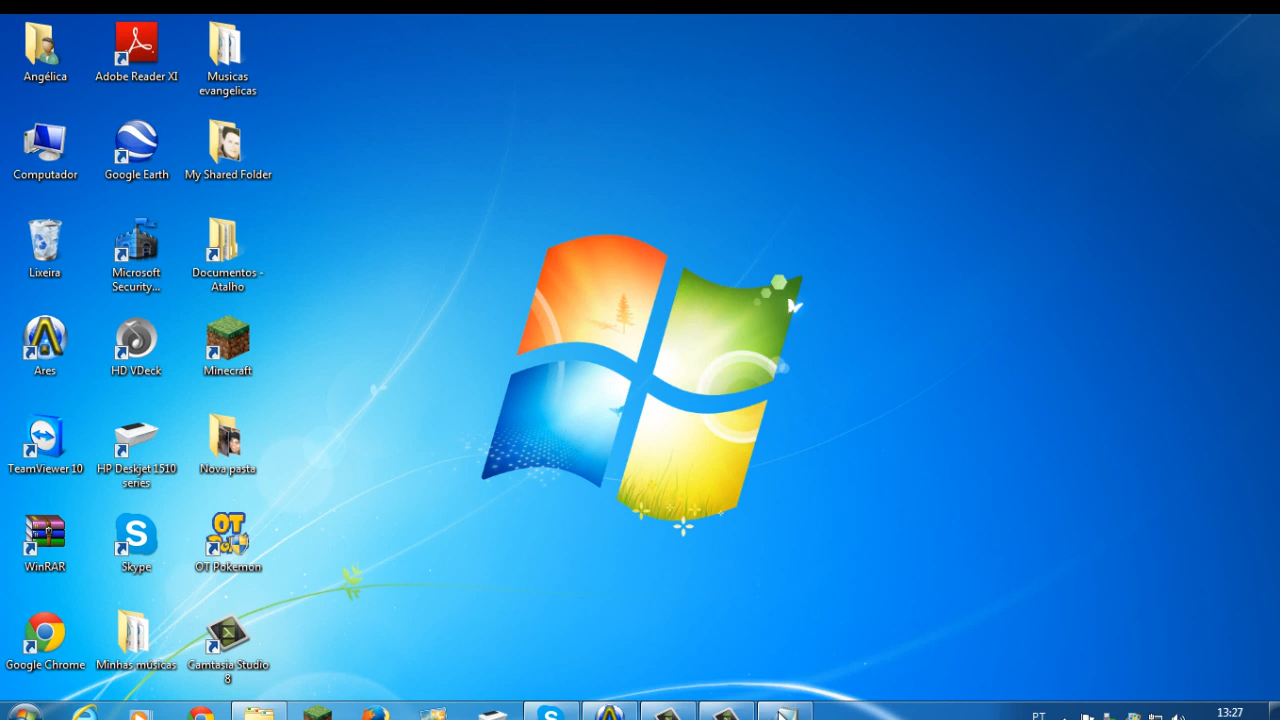 Angélica
Adobe Reader XI
Musicas
evangelicas
Computador
Google Earth
My Shared Folder
Lixeira
Microsoft
Security...
Documentos -
Atalho
Ares
HD VDeck
Minecraft
TeamViewer 10
HP Deskjet 1510
series
Nova pasta
WinRAR
Skype
OT Pokemon
Google Chrome
Minhas músicas
Camtasia Studio
8
PT
13:27